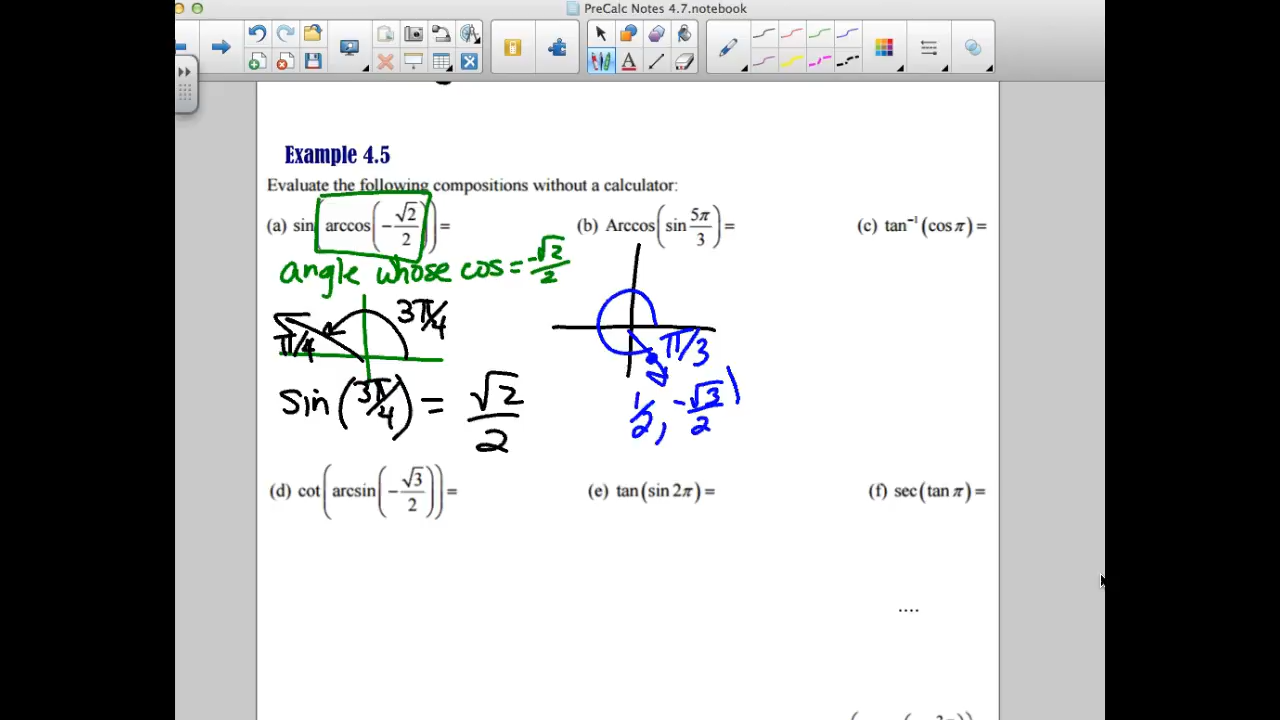 PreCalc Notes 4.7.notebook
Example 4.5
Evaluate the following compositions without a calculator:
(a) sin(arccos(-√2/2)) =
(b) Arccos(sin 5π/3) =
(c) tan⁻¹(cos π) =
angle whose cos = -√2/2
3π/4
π/4
π/3
sin(3π/4) = √2/2
1/2, -√3/2)
(d) cot(arcsin(-√3/2)) =
(e) tan(sin 2π) =
(f) sec(tan π) =
....